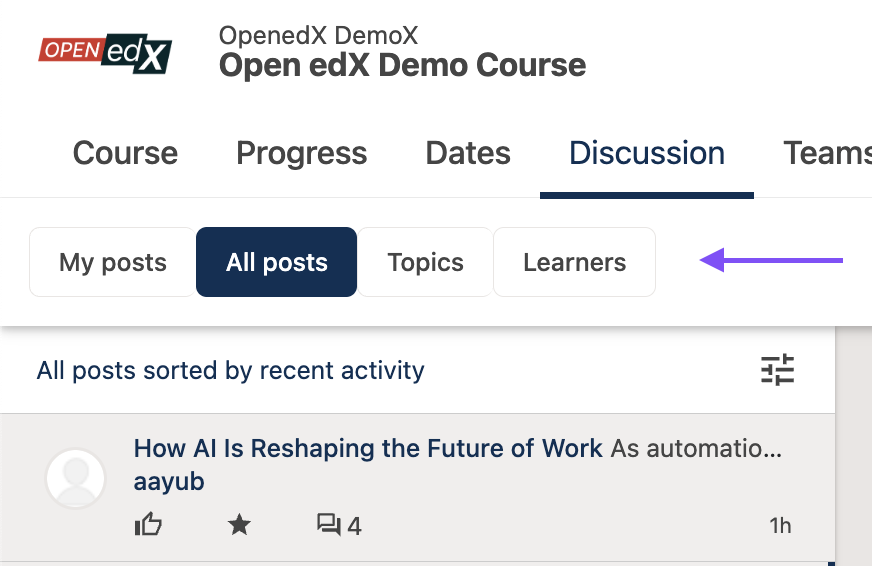 OPEN edX
OpenedX DemoX
Open edX Demo Course
Course Progress Dates Discussion Teams
My posts All posts Topics Learners
All posts sorted by recent activity
How AI Is Reshaping the Future of Work As automatio...
aayub
4 1h